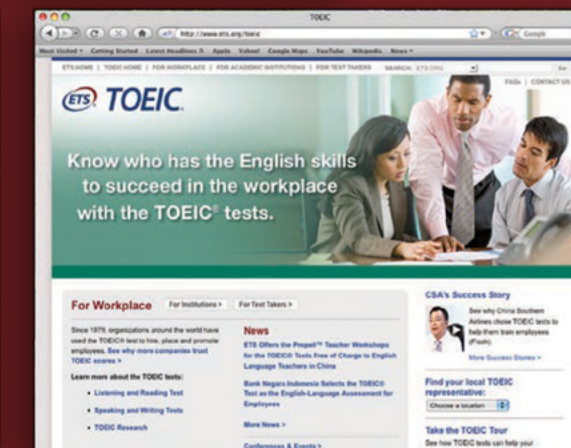 TOEIC
http://www.ets.org/toeic
Google
Most Visited Getting Started Latest Headlines Apple Yahoo! Google Maps YouTube Wikipedia News
ETS HOME | TOEIC HOME | FOR WORKPLACE | FOR ACADEMIC INSTITUTIONS | FOR TEST TAKERS SEARCH: ETS.ORG
FAQs | CONTACT US
ETS TOEIC.
Know who has the English skills
to succeed in the workplace
with the TOEIC® tests.
For Workplace For Institutions > For Test Takers >
Since 1979, organizations around the world have
used the TOEIC® test to hire, place and promote
employees. See why more companies trust
TOEIC scores >
Learn more about the TOEIC tests:
• Listening and Reading Test
• Speaking and Writing Tests
• TOEIC Research
News
ETS Offers the Propell™ Teacher Workshops
for the TOEIC® Tests Free of Charge to English
Language Teachers in China
Bank Negara Indonesia Selects the TOEIC®
Test as the English-Language Assessment for
Employees
More News >
Conferences & Events >
CSA's Success Story
See why China Southern
Airlines chose TOEIC tests to
help them train employees
(Flash).
More Success Stories >
Find your local TOEIC
representative:
Choose a location
Take the TOEIC Tour
See how TOEIC tests can help your